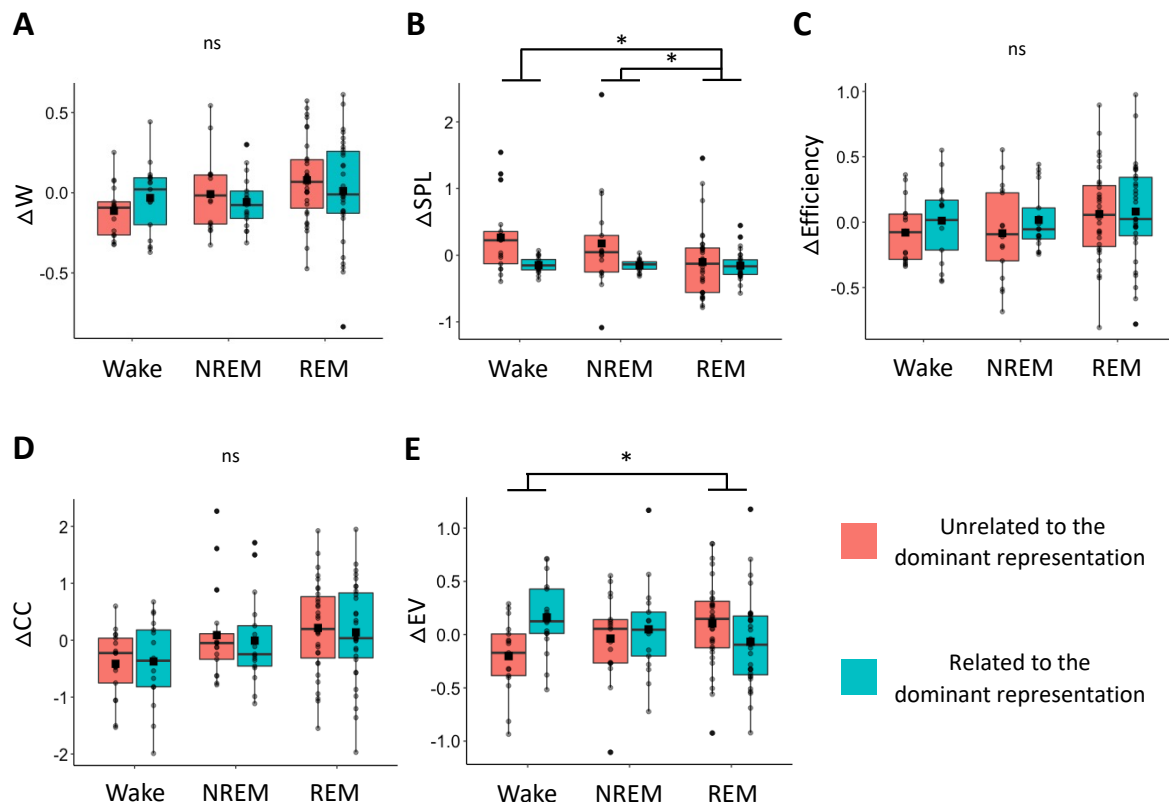 A
ns
ΔW
0.5
0.0
-0.5
Wake
NREM
REM
B
*
*
ΔSPL
2
1
0
-1
Wake
NREM
REM
C
ns
ΔEfficiency
1.0
0.5
0.0
-0.5
Wake
NREM
REM
D
ns
ΔCC
2
1
0
-1
-2
Wake
NREM
REM
E
*
ΔEV
1.0
0.5
0.0
-0.5
-1.0
Wake
NREM
REM
Unrelated to the
dominant representation
Related to the
dominant representation